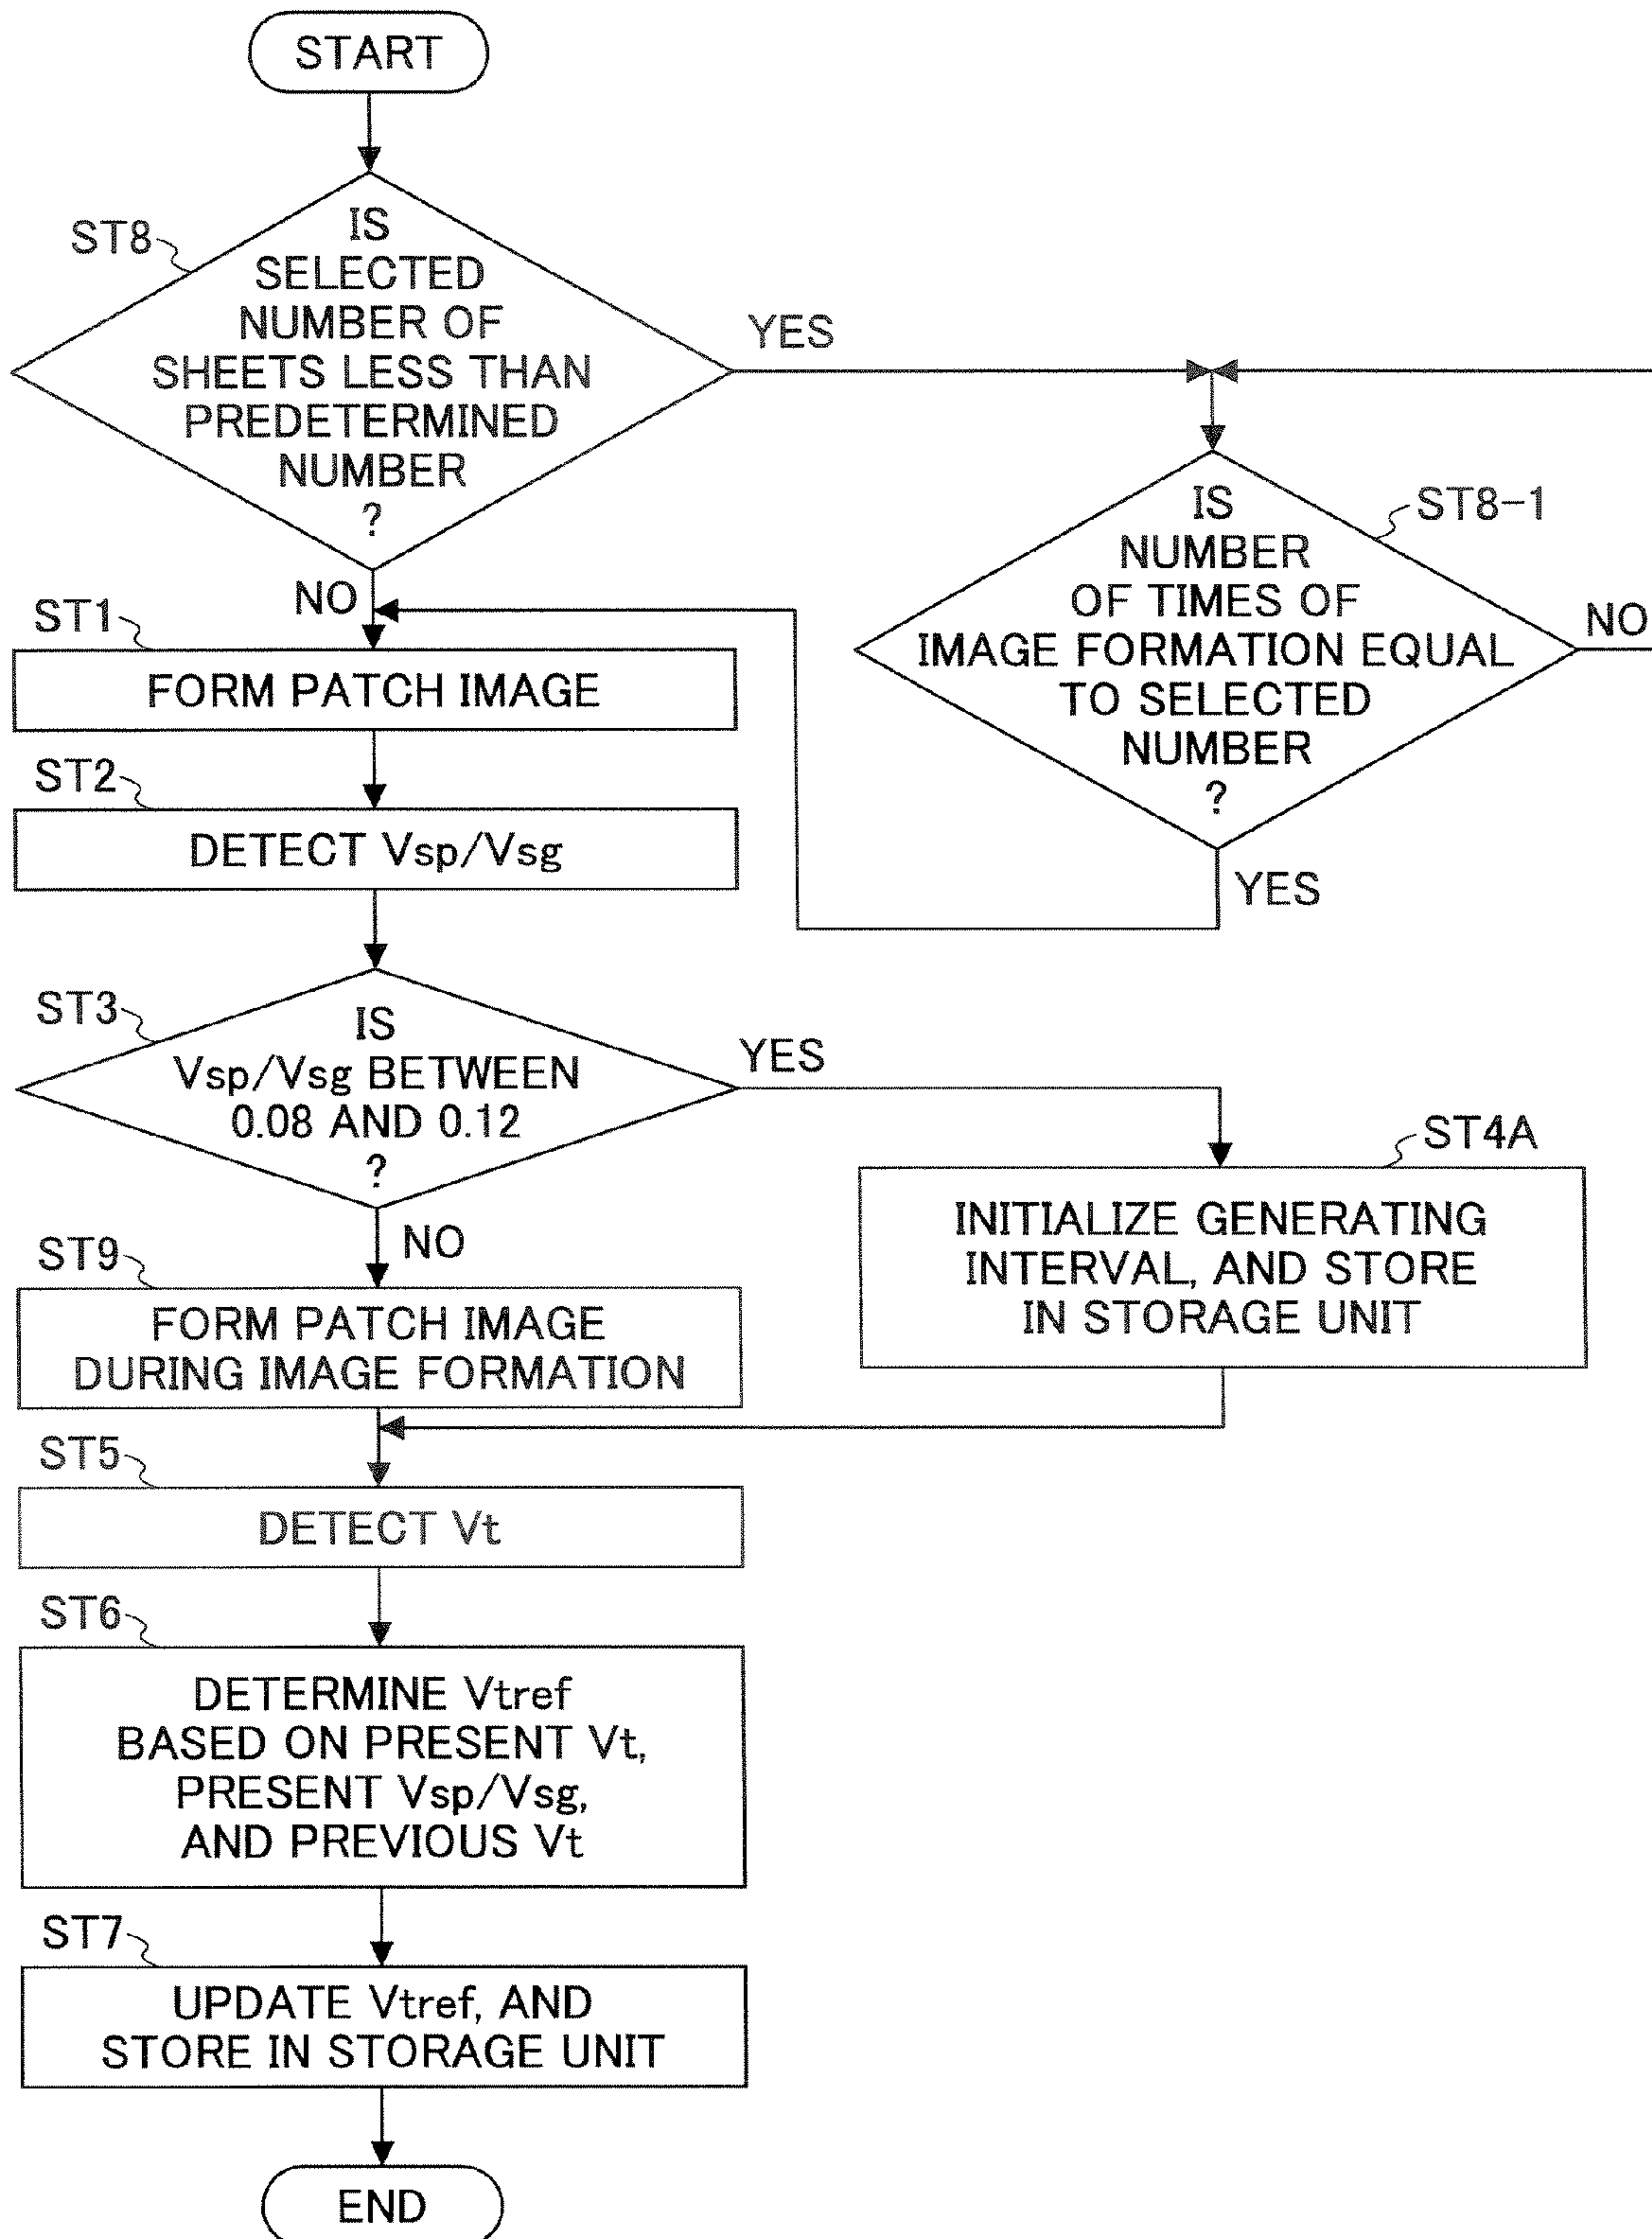 START
ST8
IS
SELECTED
NUMBER OF
SHEETS LESS THAN
PREDETERMINED
NUMBER
?
YES
NO
ST8-1
IS
NUMBER
OF TIMES OF
IMAGE FORMATION EQUAL
TO SELECTED
NUMBER
?
NO
YES
ST1
FORM PATCH IMAGE
ST2
DETECT Vsp/Vsg
ST3
IS
Vsp/Vsg BETWEEN
0.08 AND 0.12
?
YES
NO
ST4A
INITIALIZE GENERATING
INTERVAL, AND STORE
IN STORAGE UNIT
ST9
FORM PATCH IMAGE
DURING IMAGE FORMATION
ST5
DETECT Vt
ST6
DETERMINE Vtref
BASED ON PRESENT Vt,
PRESENT Vsp/Vsg,
AND PREVIOUS Vt
ST7
UPDATE Vtref, AND
STORE IN STORAGE UNIT
END